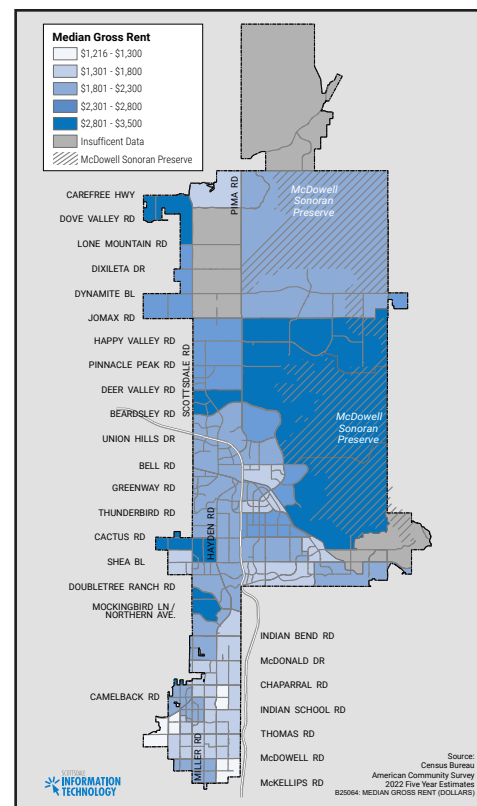 Median Gross Rent
$1,216 - $1,300
$1,301 - $1,800
$1,801 - $2,300
$2,301 - $2,800
$2,801 - $3,500
Insufficent Data
McDowell Sonoran Preserve
PIMA RD
McDowell
Sonoran
Preserve
CAREFREE HWY
DOVE VALLEY RD
LONE MOUNTAIN RD
DIXILETA DR
DYNAMITE BL
JOMAX RD
HAPPY VALLEY RD
PINNACLE PEAK RD
DEER VALLEY RD
BEARDSLEY RD
UNION HILLS DR
BELL RD
GREENWAY RD
THUNDERBIRD RD
CACTUS RD
SHEA BL
DOUBLETREE RANCH RD
MOCKINGBIRD LN /
NORTHERN AVE.
SCOTTSDALE RD
McDowell
Sonoran
Preserve
HAYDEN RD
INDIAN BEND RD
McDONALD DR
CHAPARRAL RD
CAMELBACK RD
INDIAN SCHOOL RD
THOMAS RD
MILLER RD
McDOWELL RD
McKELLIPS RD
SCOTTSDALE
INFORMATION
TECHNOLOGY
Source:
Census Bureau
American Community Survey
2022 Five Year Estimates
B25064: MEDIAN GROSS RENT (DOLLARS)